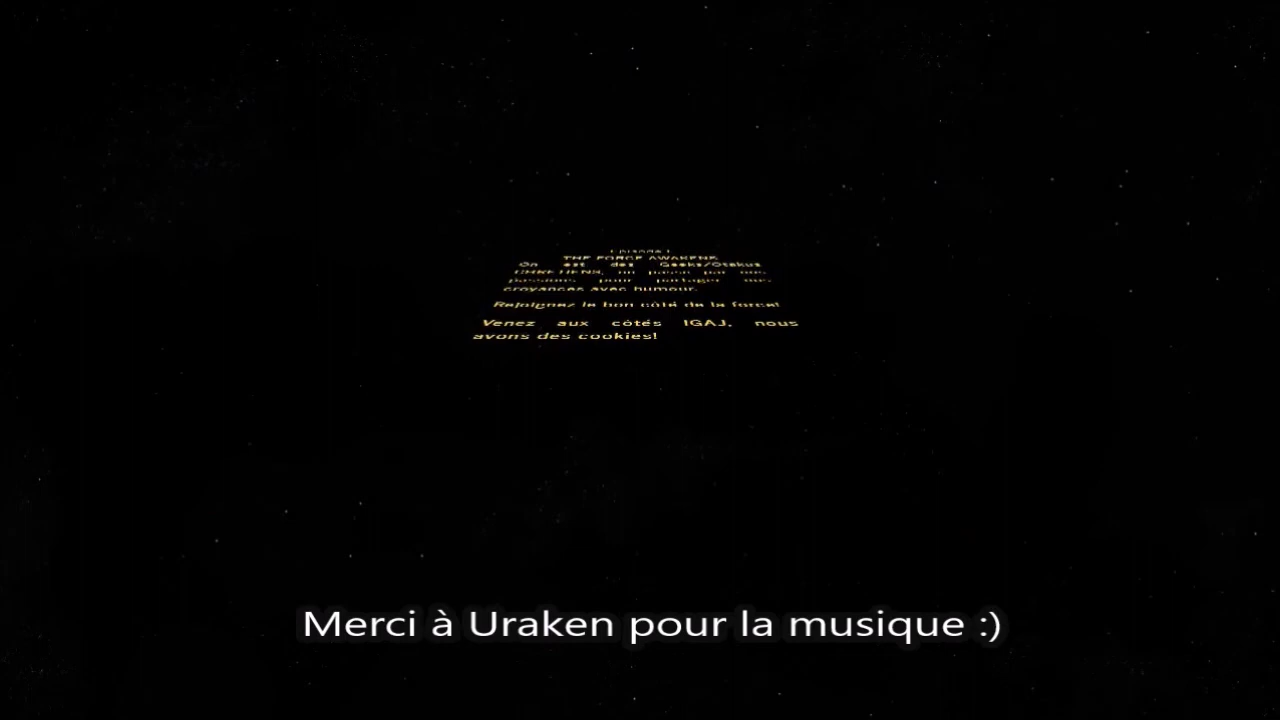 Episode I
THE FORCE AWAKENS
On est des Geeks/Otakus
CHRETIENS, on passe par nos
passions pour partager nos
croyances avec humour.
Rejoignez le bon côté de la force!
Venez aux côtés IGAJ, nous
avons des cookies!
Merci à Uraken pour la musique :)